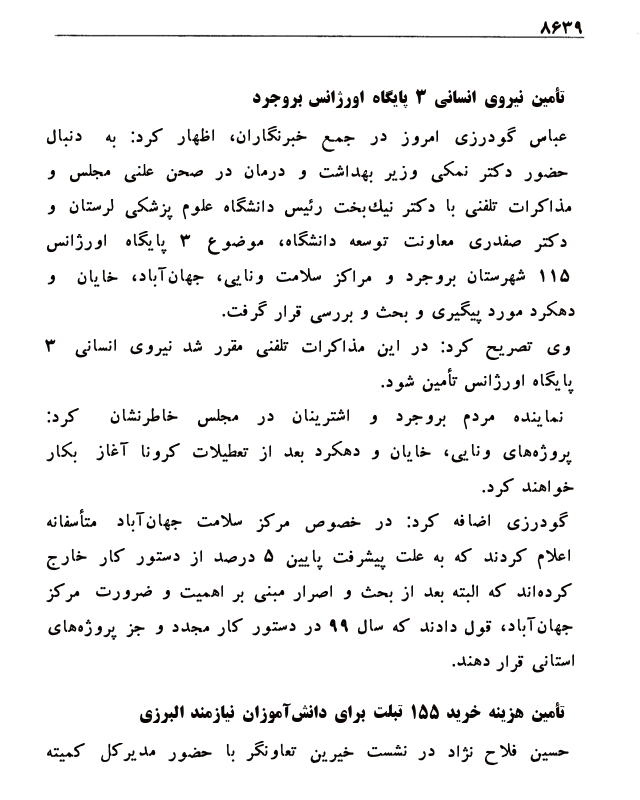 ۸۶۳۹
تأمین نیروی انسانی ۳ پایگاه اورژانس بروجرد
عباس گودرزی امروز در جمع خبرنگاران، اظهار کرد: به دنبال
حضور دکتر نمکی وزیر بهداشت و درمان در صحن علنی مجلس و
مذاکرات تلفنی با دکتر نیك‌بخت رئیس دانشگاه علوم پزشکی لرستان و
دکتر صفدری معاونت توسعه دانشگاه، موضوع ۳ پایگاه اورژانس
۱۱۵ شهرستان بروجرد و مراکز سلامت ونایی، جهان‌آباد، خایان و
دهکرد مورد پیگیری و بحث و بررسی قرار گرفت.
وی تصریح کرد: در این مذاکرات تلفنی مقرر شد نیروی انسانی ۳
پایگاه اورژانس تأمین شود.
نماینده مردم بروجرد و اشترینان در مجلس خاطرنشان کرد:
پروژه‌های ونایی، خایان و دهکرد بعد از تعطیلات کرونا آغاز بکار
خواهند کرد.
گودرزی اضافه کرد: در خصوص مرکز سلامت جهان‌آباد متأسفانه
اعلام کردند که به علت پیشرفت پایین ۵ درصد از دستور کار خارج
کرده‌اند که البته بعد از بحث و اصرار مبنی بر اهمیت و ضرورت مرکز
جهان‌آباد، قول دادند که سال ۹۹ در دستور کار مجدد و جز پروژه‌های
استانی قرار دهند.
تأمین هزینه خرید ۱۵۵ تبلت برای دانش‌آموزان نیازمند البرزی
حسین فلاح نژاد در نشست خیرین تعاونگر با حضور مدیرکل کمیته